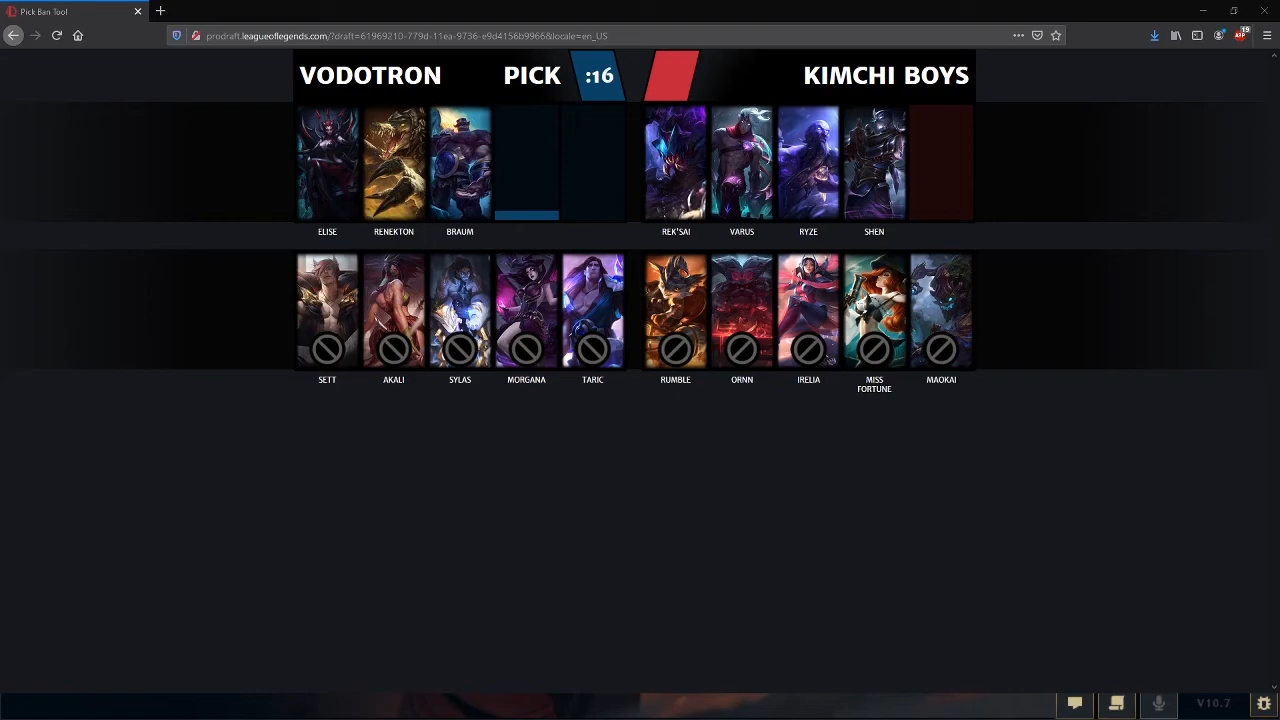 Pick Ban Tool
prodraft.leagueoflegends.com/?draft=61969210-779d-11ea-9736-e9d4156b9966&locale=en_US
VODOTRON PICK :16 KIMCHI BOYS
ELISE RENEKTON BRAUM REK'SAI VARUS RYZE SHEN
SETT AKALI SYLAS MORGANA TARIC RUMBLE ORNN IRELIA MISS FORTUNE MAOKAI
V10.7